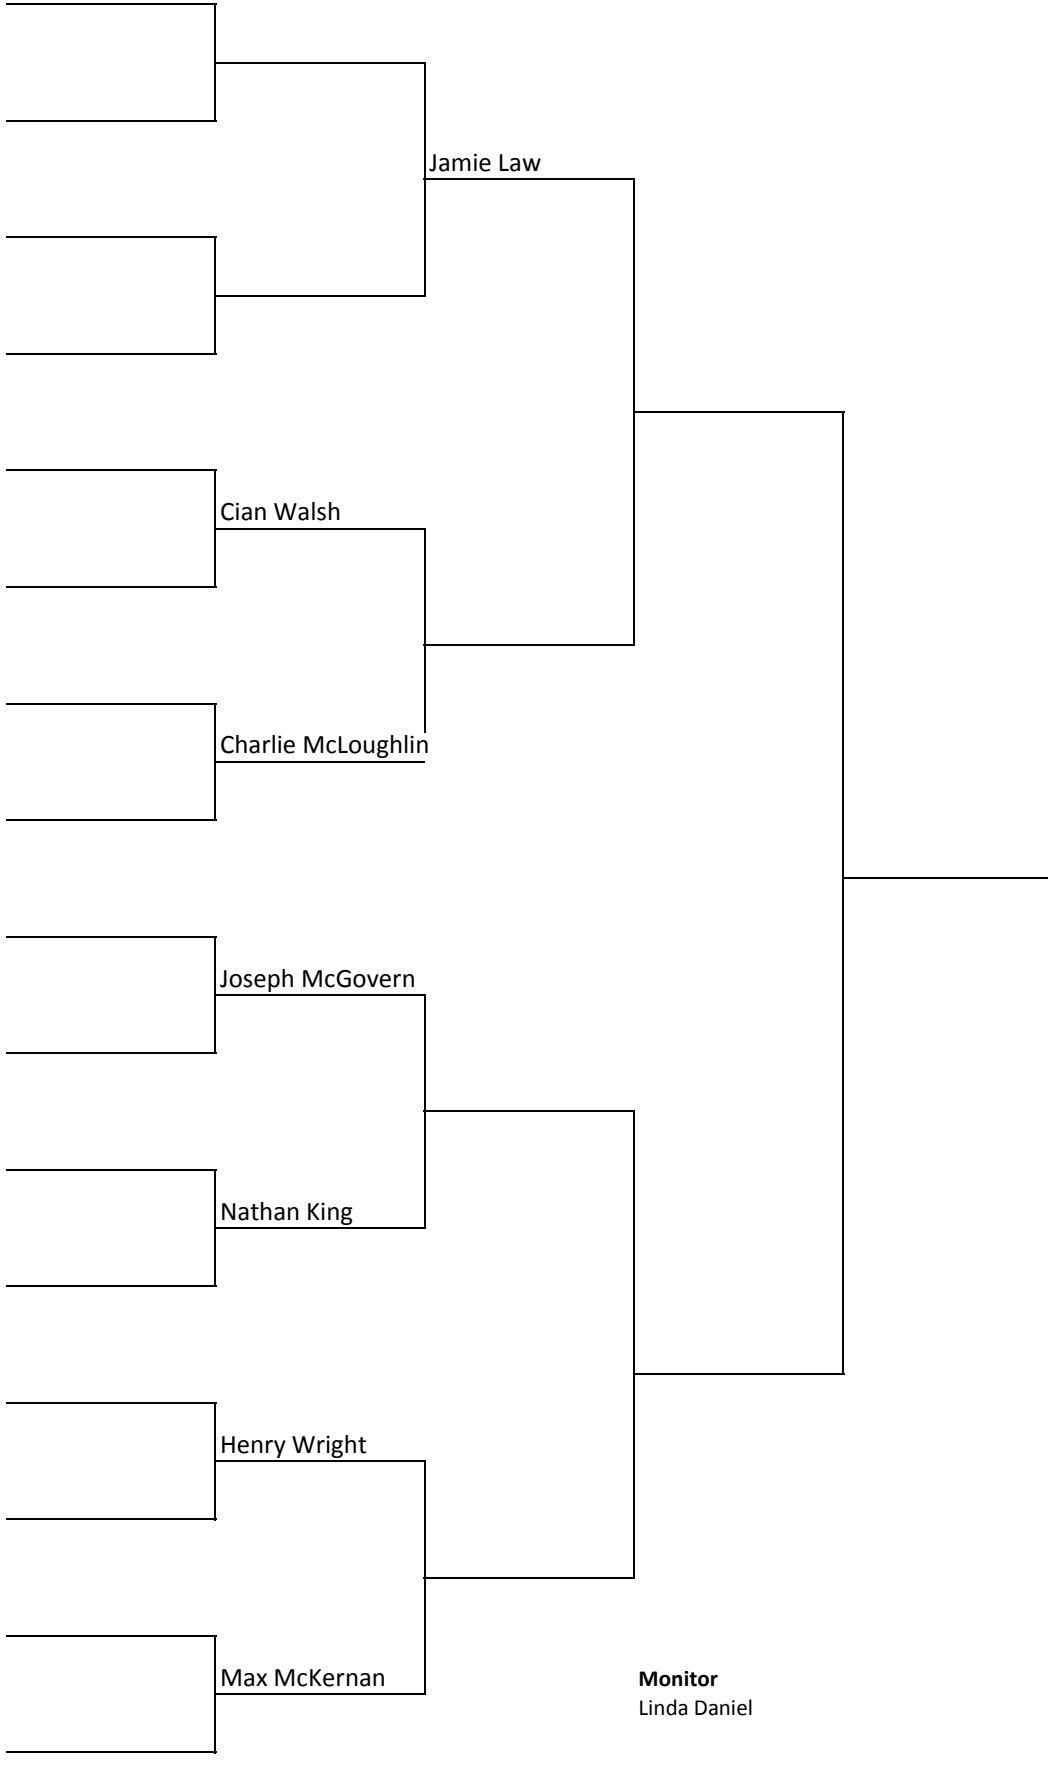 Jamie Law
Cian Walsh
Charlie McLoughlin
Joseph McGovern
Nathan King
Henry Wright
Max McKernan
Monitor
Linda Daniel